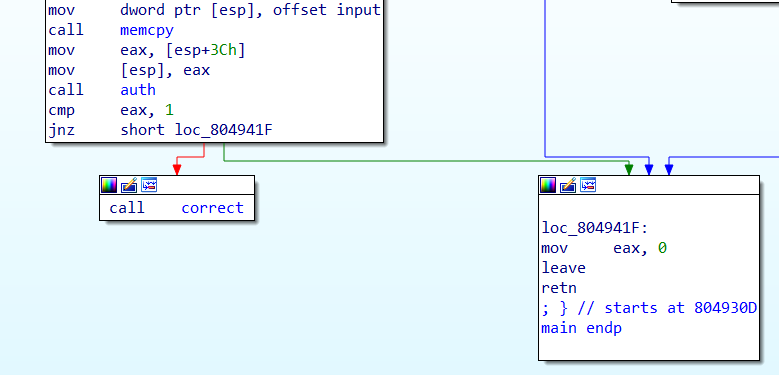 mov     dword ptr [esp], offset input
call    memcpy
mov     eax, [esp+3Ch]
mov     [esp], eax
call    auth
cmp     eax, 1
jnz     short loc_804941F
call    correct
loc_804941F:
mov     eax, 0
leave
retn
; } // starts at 804930D
main endp